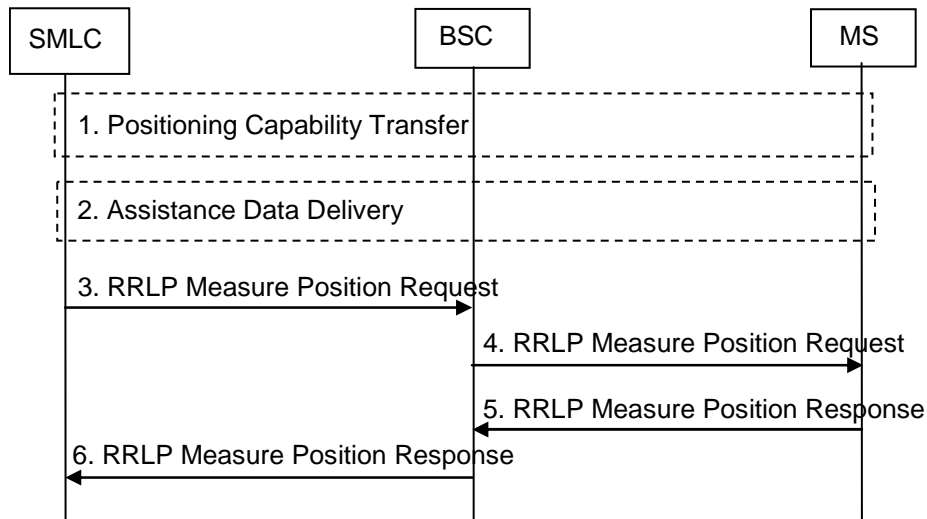 SMLC
BSC
MS
1. Positioning Capability Transfer
2. Assistance Data Delivery
3. RRLP Measure Position Request
4. RRLP Measure Position Request
5. RRLP Measure Position Response
6. RRLP Measure Position Response